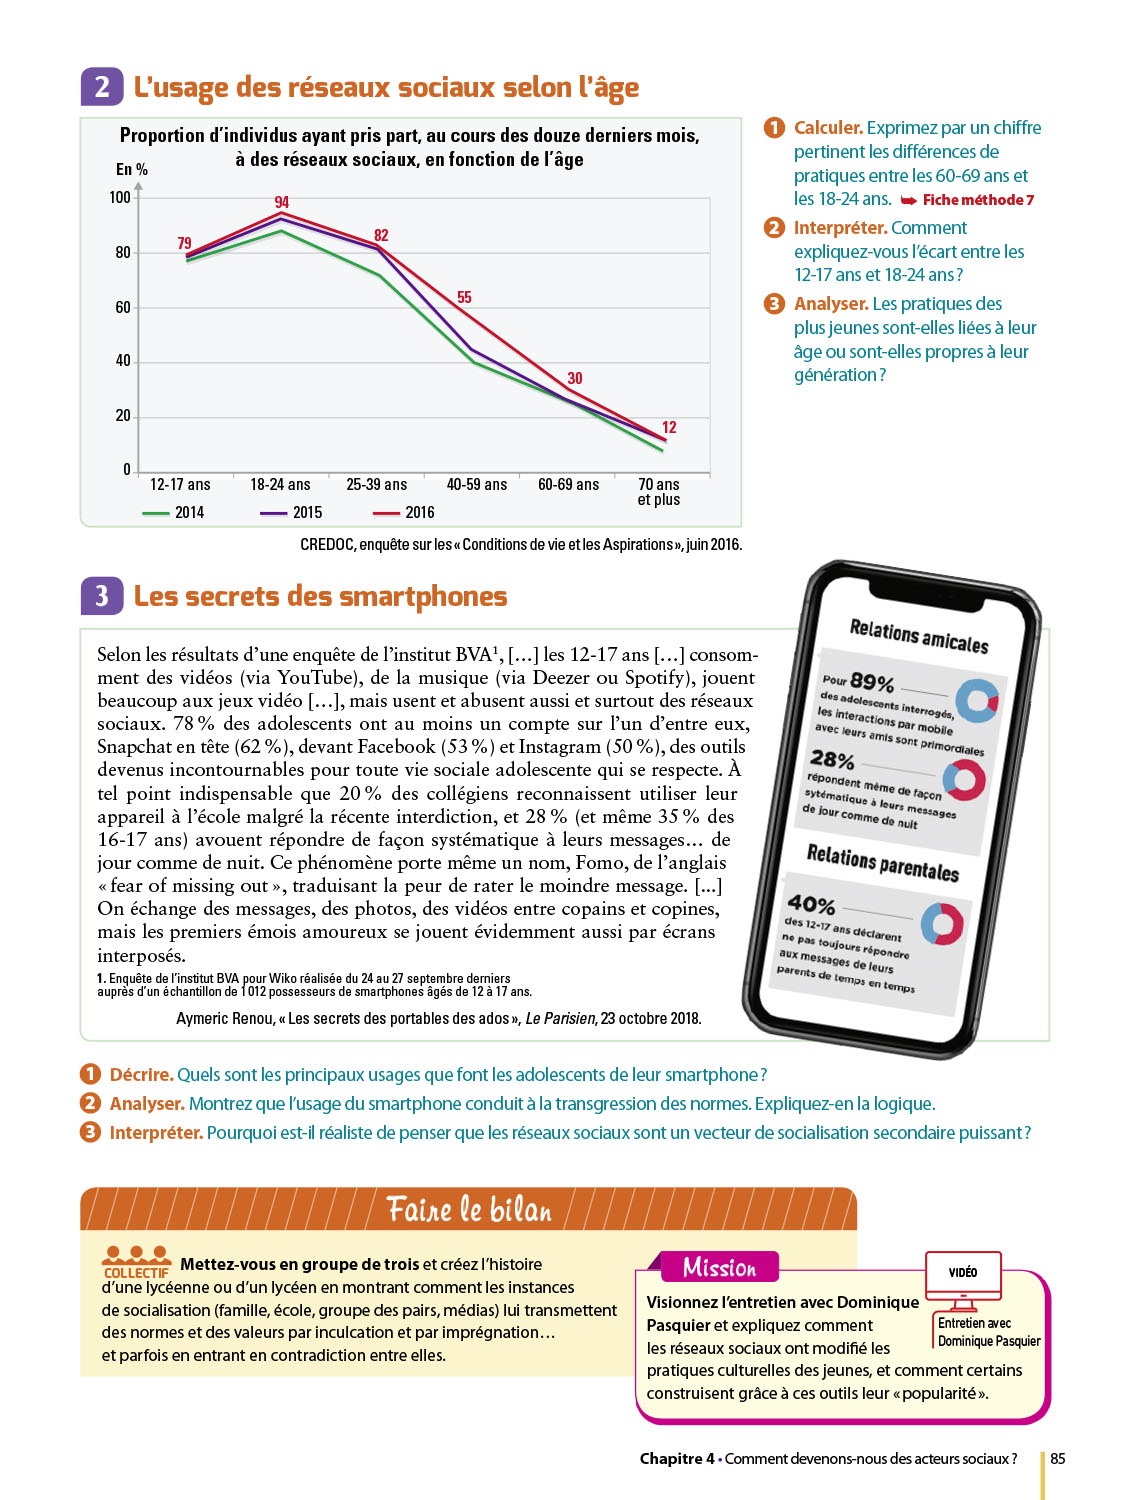 2 L'usage des réseaux sociaux selon l'âge
Proportion d'individus ayant pris part, au cours des douze derniers mois,
à des réseaux sociaux, en fonction de l'âge
En %
100
80
60
40
20
0
79
94
82
55
30
12
12-17 ans 18-24 ans 25-39 ans 40-59 ans 60-69 ans 70 ans
et plus
2014 2015 2016
CREDOC, enquête sur les « Conditions de vie et les Aspirations », juin 2016.
1 Calculer. Exprimez par un chiffre
pertinent les différences de
pratiques entre les 60-69 ans et
les 18-24 ans. ➥ Fiche méthode 7
2 Interpréter. Comment
expliquez-vous l'écart entre les
12-17 ans et 18-24 ans ?
3 Analyser. Les pratiques des
plus jeunes sont-elles liées à leur
âge ou sont-elles propres à leur
génération ?
3 Les secrets des smartphones
Selon les résultats d'une enquête de l'institut BVA¹, […] les 12-17 ans […] consom-
ment des vidéos (via YouTube), de la musique (via Deezer ou Spotify), jouent
beaucoup aux jeux vidéo […], mais usent et abusent aussi et surtout des réseaux
sociaux. 78 % des adolescents ont au moins un compte sur l'un d'entre eux,
Snapchat en tête (62 %), devant Facebook (53 %) et Instagram (50 %), des outils
devenus incontournables pour toute vie sociale adolescente qui se respecte. À
tel point indispensable que 20 % des collégiens reconnaissent utiliser leur
appareil à l'école malgré la récente interdiction, et 28 % (et même 35 % des
16-17 ans) avouent répondre de façon systématique à leurs messages… de
jour comme de nuit. Ce phénomène porte même un nom, Fomo, de l'anglais
« fear of missing out », traduisant la peur de rater le moindre message. [...]
On échange des messages, des photos, des vidéos entre copains et copines,
mais les premiers émois amoureux se jouent évidemment aussi par écrans
interposés.
1. Enquête de l'institut BVA pour Wiko réalisée du 24 au 27 septembre derniers
auprès d'un échantillon de 1 012 possesseurs de smartphones âgés de 12 à 17 ans.
Aymeric Renou, « Les secrets des portables des ados », Le Parisien, 23 octobre 2018.
Relations amicales
Pour 89%
des adolescents interrogés,
les interactions par mobile
avec leurs amis sont primordiales
28%
répondent même de façon
sytématique à leurs messages
de jour comme de nuit
Relations parentales
40%
des 12-17 ans déclarent
ne pas toujours répondre
aux messages de leurs
parents de temps en temps
1 Décrire. Quels sont les principaux usages que font les adolescents de leur smartphone ?
2 Analyser. Montrez que l'usage du smartphone conduit à la transgression des normes. Expliquez-en la logique.
3 Interpréter. Pourquoi est-il réaliste de penser que les réseaux sociaux sont un vecteur de socialisation secondaire puissant ?
Faire le bilan
COLLECTIF Mettez-vous en groupe de trois et créez l'histoire
d'une lycéenne ou d'un lycéen en montrant comment les instances
de socialisation (famille, école, groupe des pairs, médias) lui transmettent
des normes et des valeurs par inculcation et par imprégnation…
et parfois en entrant en contradiction entre elles.
Mission
Visionnez l'entretien avec Dominique
Pasquier et expliquez comment
les réseaux sociaux ont modifié les
pratiques culturelles des jeunes, et comment certains
construisent grâce à ces outils leur « popularité ».
VIDÉO
Entretien avec
Dominique Pasquier
Chapitre 4 • Comment devenons-nous des acteurs sociaux ? 85